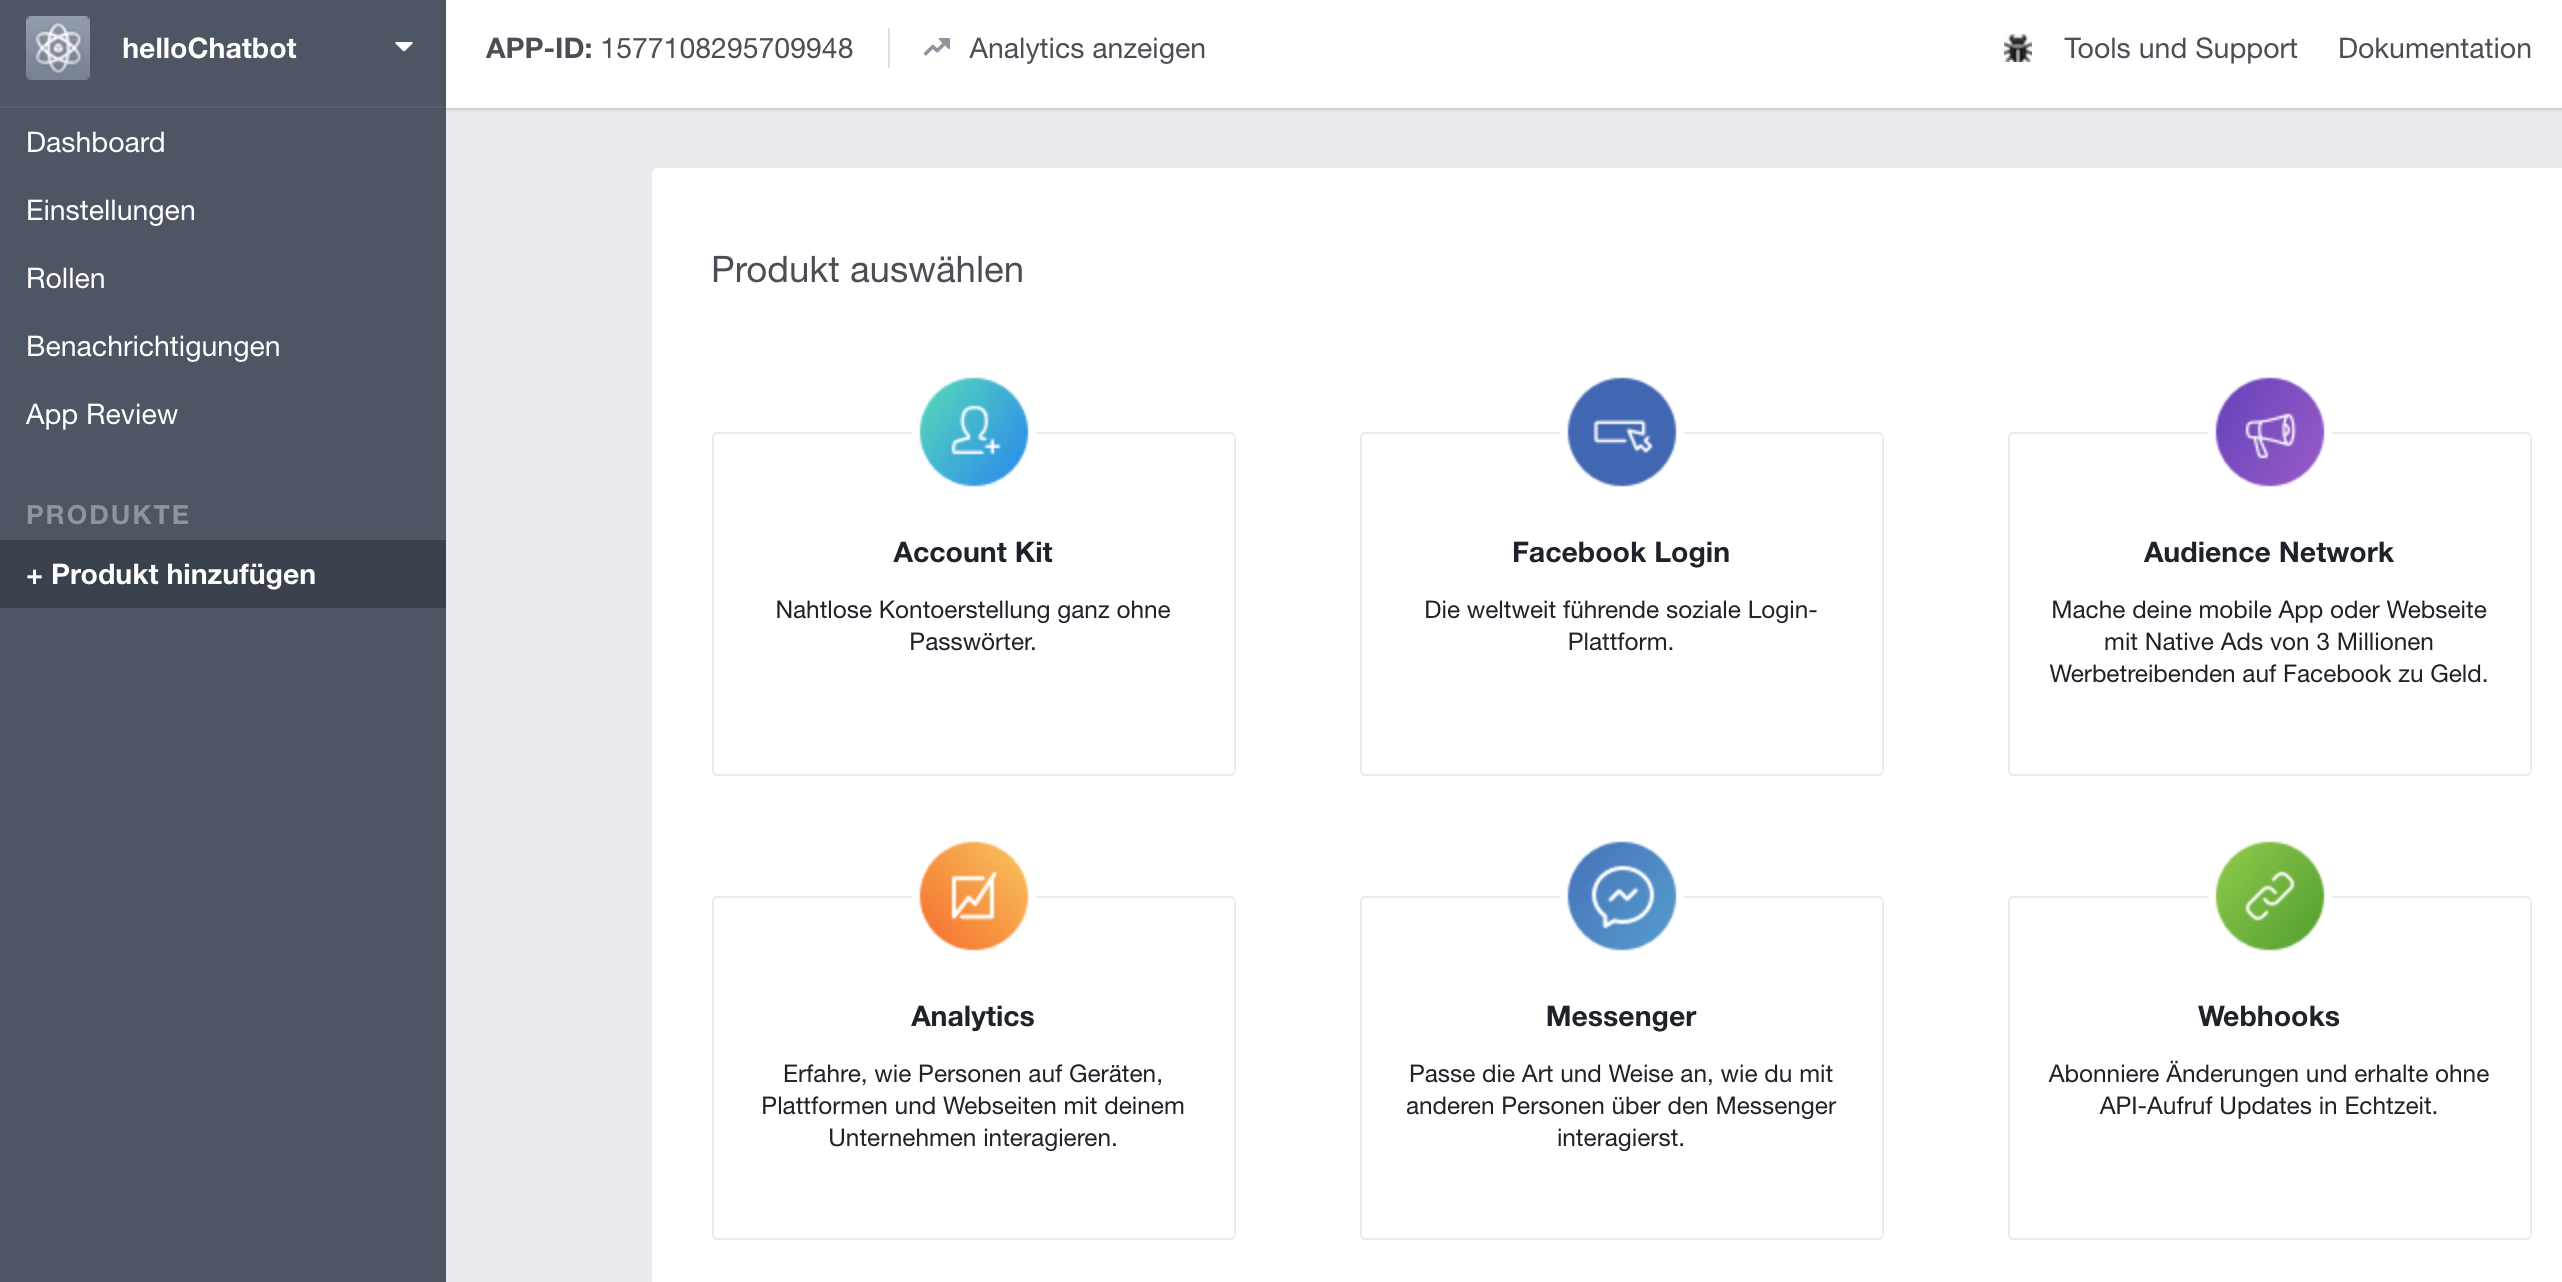 helloChatbot
APP-ID: 1577108295709948
Analytics anzeigen
Tools und Support
Dokumentation
Dashboard
Einstellungen
Rollen
Benachrichtigungen
App Review
PRODUKTE
+ Produkt hinzufügen
Produkt auswählen
Account Kit
Nahtlose Kontoerstellung ganz ohne
Passwörter.
Facebook Login
Die weltweit führende soziale Login-
Plattform.
Audience Network
Mache deine mobile App oder Webseite
mit Native Ads von 3 Millionen
Werbetreibenden auf Facebook zu Geld.
Analytics
Erfahre, wie Personen auf Geräten,
Plattformen und Webseiten mit deinem
Unternehmen interagieren.
Messenger
Passe die Art und Weise an, wie du mit
anderen Personen über den Messenger
interagierst.
Webhooks
Abonniere Änderungen und erhalte ohne
API-Aufruf Updates in Echtzeit.